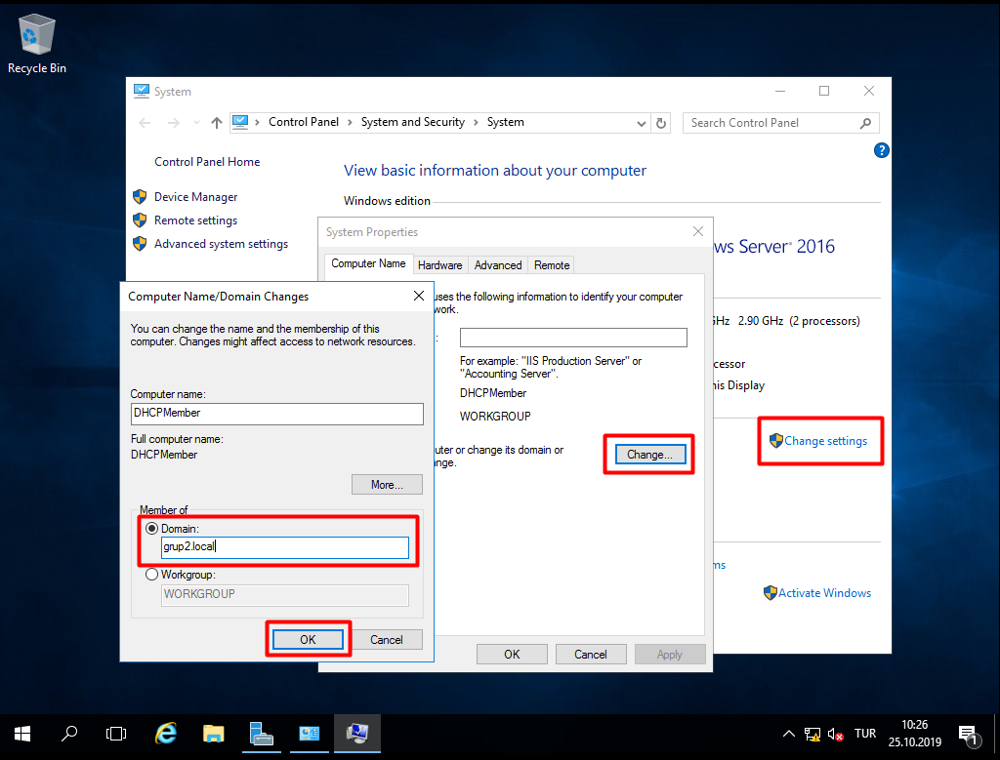 Recycle Bin
System
Control Panel
System and Security
System
Search Control Panel
?
Control Panel Home
Device Manager
Remote settings
Advanced system settings
View basic information about your computer
Windows edition
ws Server® 2016
GHz 2.90 GHz (2 processors)
cessor
his Display
Change settings
ms
Activate Windows
System Properties
Computer Name
Hardware
Advanced
Remote
uses the following information to identify your computer
work.
:
For example: "IIS Production Server" or
"Accounting Server".
DHCPMember
WORKGROUP
uter or change its domain or
nge.
Change...
OK
Cancel
Apply
Computer Name/Domain Changes
You can change the name and the membership of this
computer. Changes might affect access to network resources.
Computer name:
DHCPMember
Full computer name:
DHCPMember
More...
Member of
Domain:
grup2.local
Workgroup:
WORKGROUP
OK
Cancel
TUR
10:26
25.10.2019
1